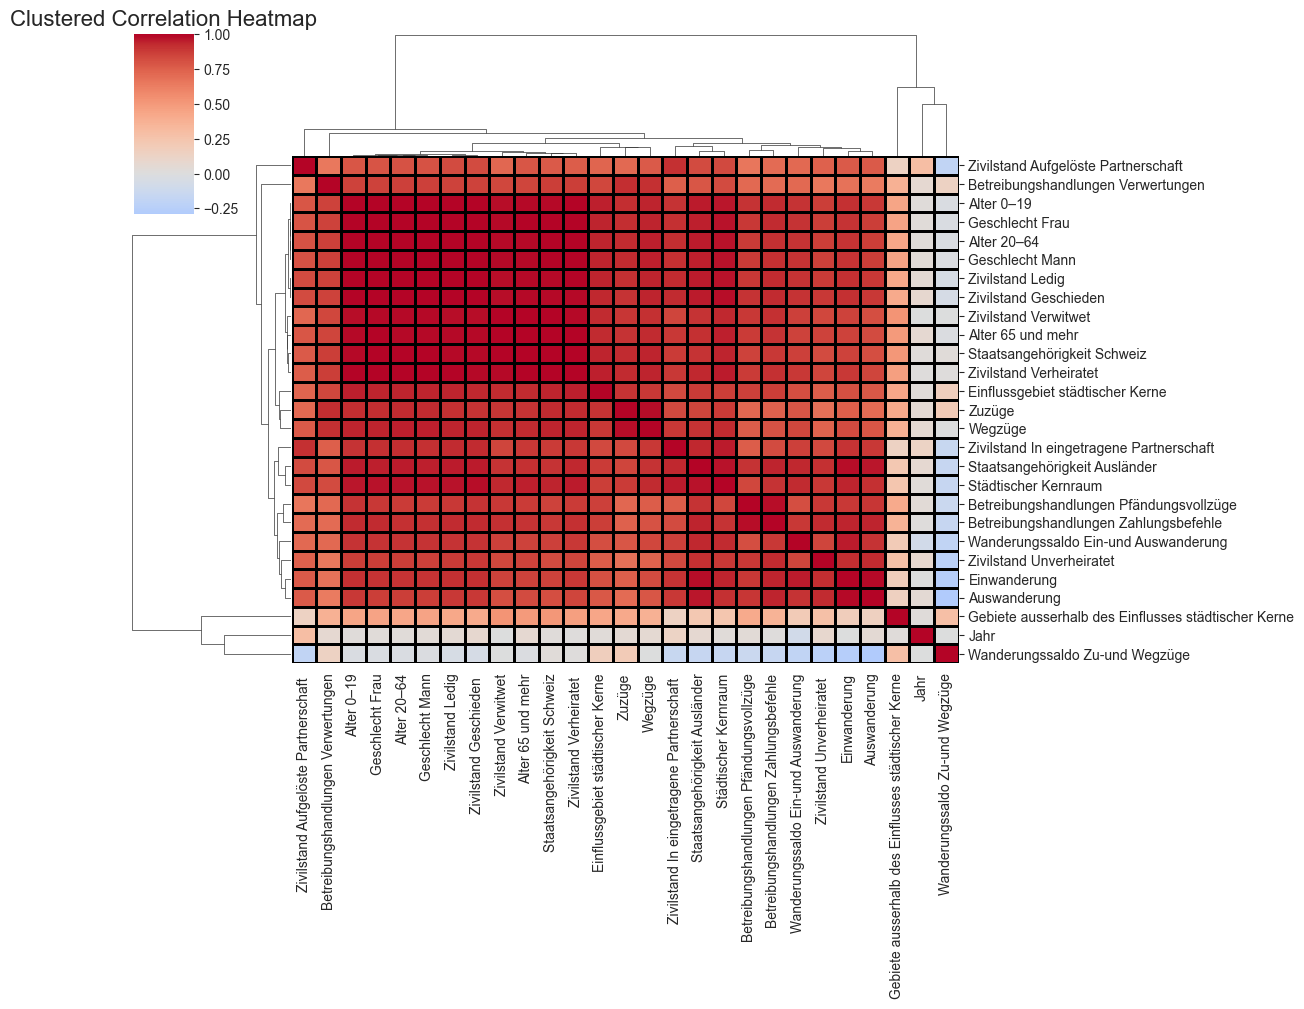 Clustered Correlation Heatmap
1.00
0.75
0.50
0.25
0.00
−0.25
Zivilstand Aufgelöste Partnerschaft
Betreibungshandlungen Verwertungen
Alter 0–19
Geschlecht Frau
Alter 20–64
Geschlecht Mann
Zivilstand Ledig
Zivilstand Geschieden
Zivilstand Verwitwet
Alter 65 und mehr
Staatsangehörigkeit Schweiz
Zivilstand Verheiratet
Einflussgebiet städtischer Kerne
Zuzüge
Wegzüge
Zivilstand In eingetragene Partnerschaft
Staatsangehörigkeit Ausländer
Städtischer Kernraum
Betreibungshandlungen Pfändungsvollzüge
Betreibungshandlungen Zahlungsbefehle
Wanderungssaldo Ein-und Auswanderung
Zivilstand Unverheiratet
Einwanderung
Auswanderung
Gebiete ausserhalb des Einflusses städtischer Kerne
Jahr
Wanderungssaldo Zu-und Wegzüge
Zivilstand Aufgelöste Partnerschaft
Betreibungshandlungen Verwertungen
Alter 0–19
Geschlecht Frau
Alter 20–64
Geschlecht Mann
Zivilstand Ledig
Zivilstand Geschieden
Zivilstand Verwitwet
Alter 65 und mehr
Staatsangehörigkeit Schweiz
Zivilstand Verheiratet
Einflussgebiet städtischer Kerne
Zuzüge
Wegzüge
Zivilstand In eingetragene Partnerschaft
Staatsangehörigkeit Ausländer
Städtischer Kernraum
Betreibungshandlungen Pfändungsvollzüge
Betreibungshandlungen Zahlungsbefehle
Wanderungssaldo Ein-und Auswanderung
Zivilstand Unverheiratet
Einwanderung
Auswanderung
Gebiete ausserhalb des Einflusses städtischer Kerne
Jahr
Wanderungssaldo Zu-und Wegzüge